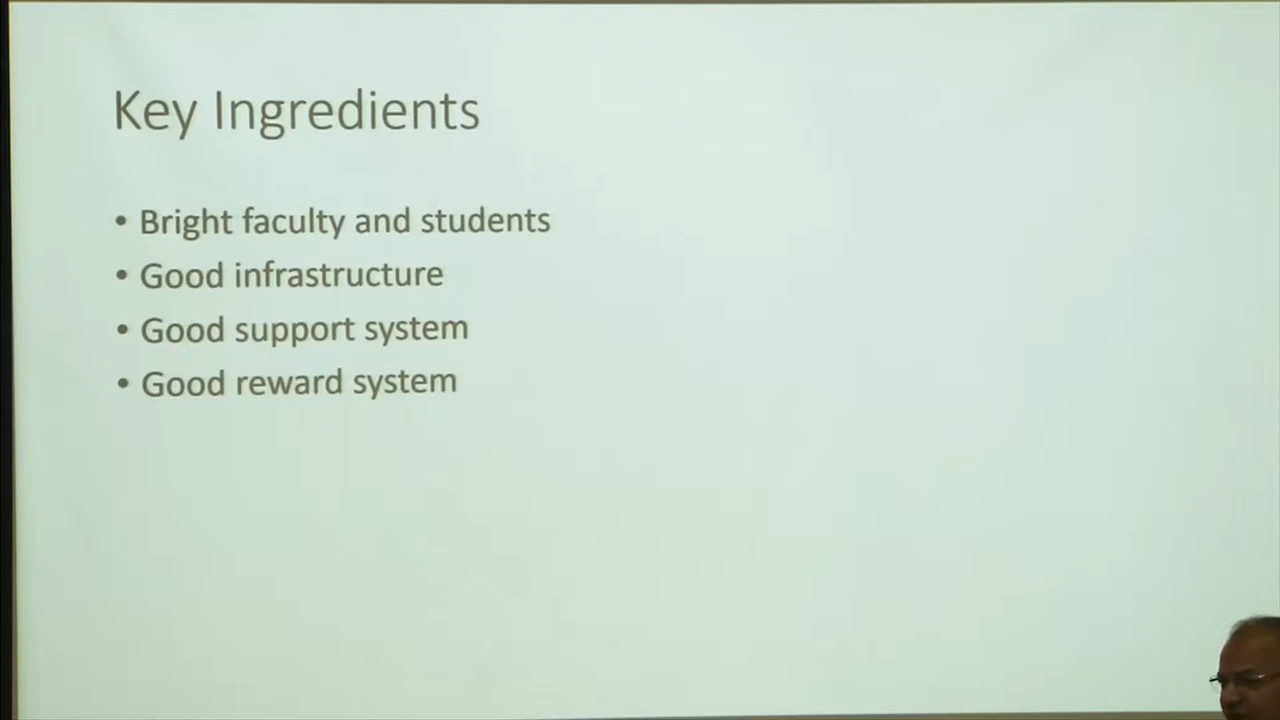 Key Ingredients
• Bright faculty and students
• Good infrastructure
• Good support system
• Good reward system